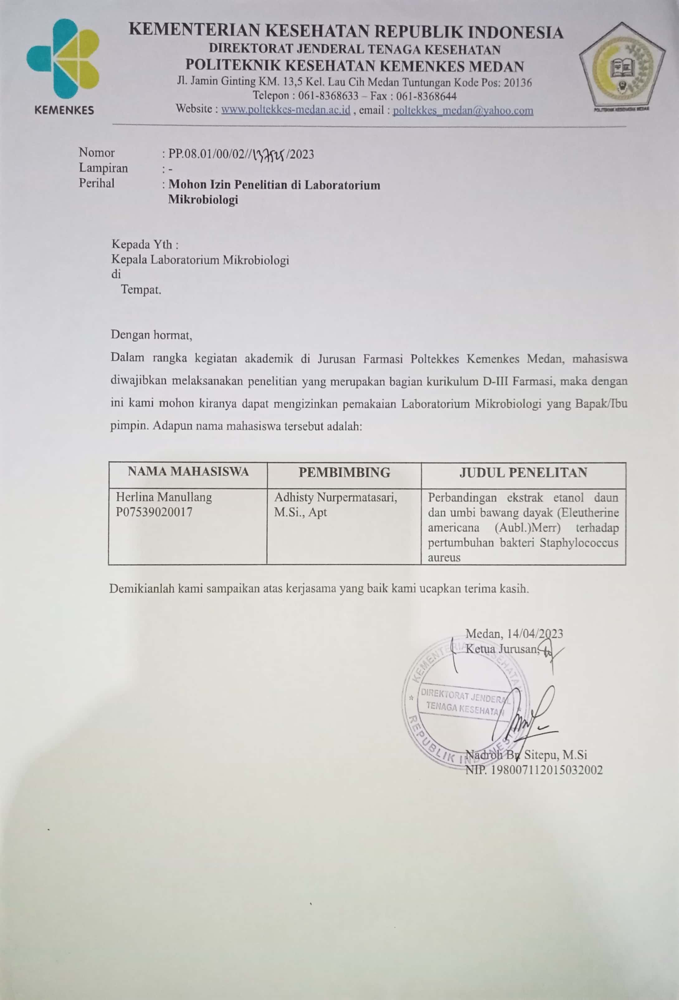 KEMENKES
KEMENTERIAN KESEHATAN REPUBLIK INDONESIA
DIREKTORAT JENDERAL TENAGA KESEHATAN
POLITEKNIK KESEHATAN KEMENKES MEDAN
Jl. Jamin Ginting KM. 13,5 Kel. Lau Cih Medan Tuntungan Kode Pos: 20136
Telepon : 061-8368633 – Fax : 061-8368644
Website : www.poltekkes-medan.ac.id , email : poltekkes_medan@yahoo.com
POLITEKNIK KESEHATAN MEDAN
Nomor : PP.08.01/00/02// /2023
Lampiran : -
Perihal : Mohon Izin Penelitian di Laboratorium
Mikrobiologi
Kepada Yth :
Kepala Laboratorium Mikrobiologi
di
Tempat.
Dengan hormat,
Dalam rangka kegiatan akademik di Jurusan Farmasi Poltekkes Kemenkes Medan, mahasiswa
diwajibkan melaksanakan penelitian yang merupakan bagian kurikulum D-III Farmasi, maka dengan
ini kami mohon kiranya dapat mengizinkan pemakaian Laboratorium Mikrobiologi yang Bapak/Ibu
pimpin. Adapun nama mahasiswa tersebut adalah:
NAMA MAHASISWA PEMBIMBING JUDUL PENELITAN
Herlina Manullang Adhisty Nurpermatasari, Perbandingan ekstrak etanol daun
P07539020017 M.Si., Apt dan umbi bawang dayak (Eleutherine
americana (Aubl.)Merr) terhadap
pertumbuhan bakteri Staphylococcus
aureus
Demikianlah kami sampaikan atas kerjasama yang baik kami ucapkan terima kasih.
Medan, 14/04/2023
Ketua Jurusan,
KEMENTERIAN KESEHATAN
DIREKTORAT JENDERAL
TENAGA KESEHATAN
REPUBLIK INDONESIA
Nadroh Br Sitepu, M.Si
NIP. 198007112015032002